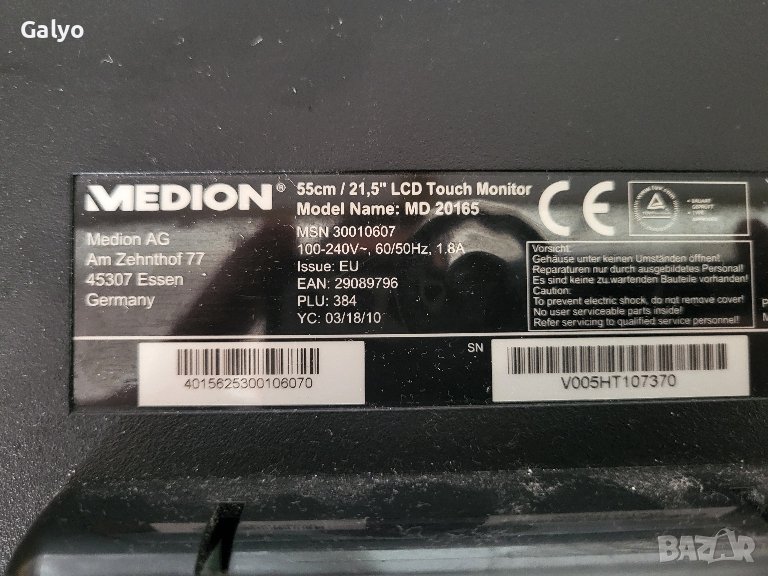 Galyo
MEDION®
Medion AG
Am Zehnthof 77
45307 Essen
Germany
55cm / 21,5" LCD Touch Monitor
Model Name: MD 20165
MSN 30010607
100-240V~, 60/50Hz, 1.8A
Issue: EU
EAN: 29089796
PLU: 384
YC: 03/18/10
CE
Vorsicht:
Gehäuse unter keinen Umständen öffnen!
Reparaturen nur durch ausgebildetes Personal!
Es sind keine zu wartenden Bauteile vorhanden!
Caution:
To prevent electric shock, do not remove cover!
No user serviceable parts inside!
Refer servicing to qualified service personnel!
4015625300106070
SN
V005HT107370
BAZAR